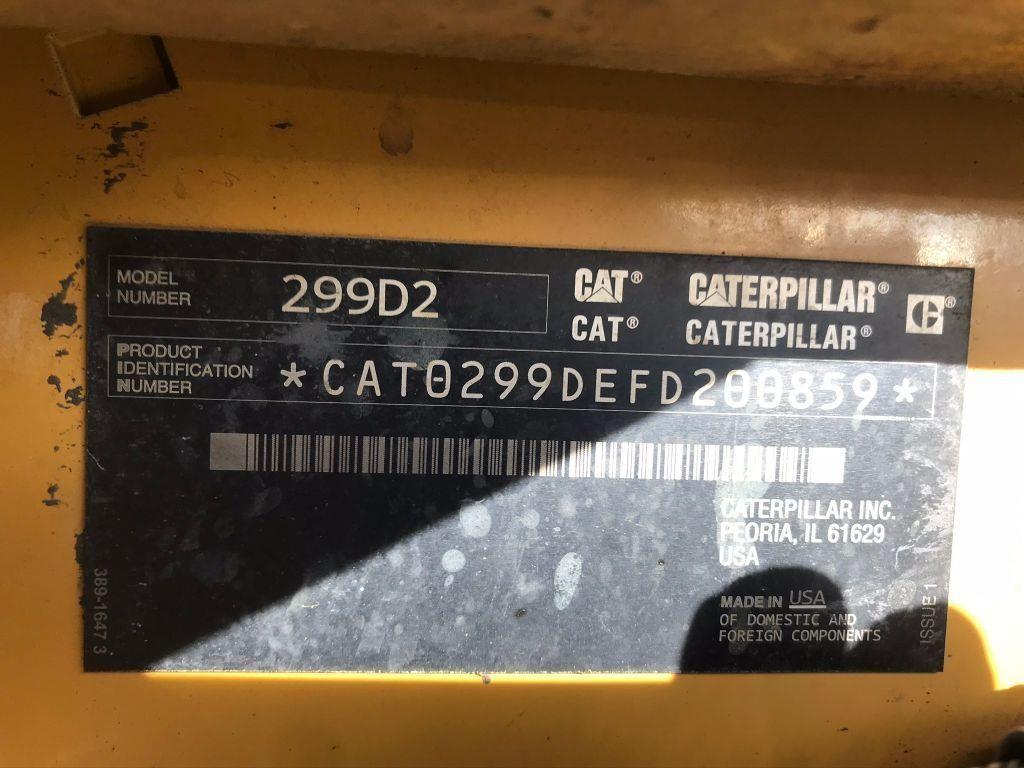 MODEL
NUMBER
299D2
CAT® CATERPILLAR®
CAT® CATERPILLAR®
PRODUCT
IDENTIFICATION
NUMBER
*CAT0299DEFD200859*
CATERPILLAR INC.
PEORIA, IL 61629
USA
MADE IN USA
OF DOMESTIC AND
FOREIGN COMPONENTS
389-1647 3
ISSUE 1